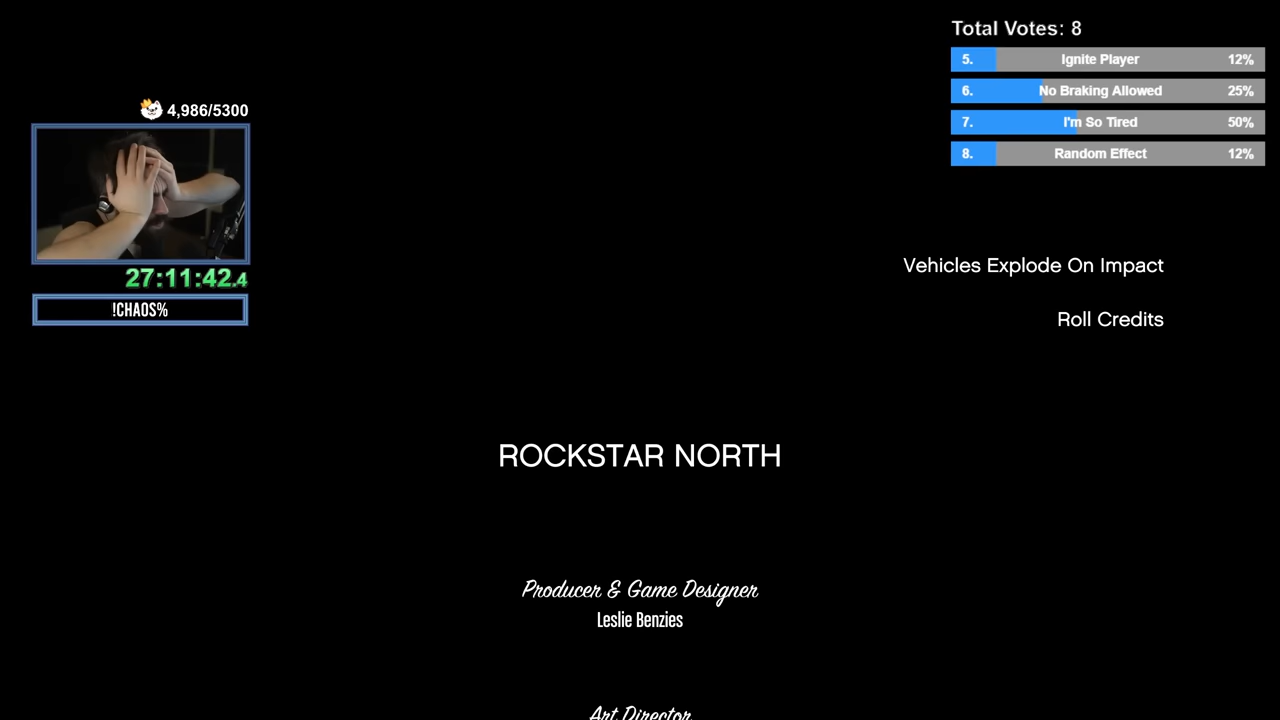 Total Votes: 8
5. Ignite Player 12%
6. No Braking Allowed 25%
7. I'm So Tired 50%
8. Random Effect 12%
4,986/5300
27:11:42.4
!CHAOS%
Vehicles Explode On Impact
Roll Credits
ROCKSTAR NORTH
Producer & Game Designer
Leslie Benzies
Art Director